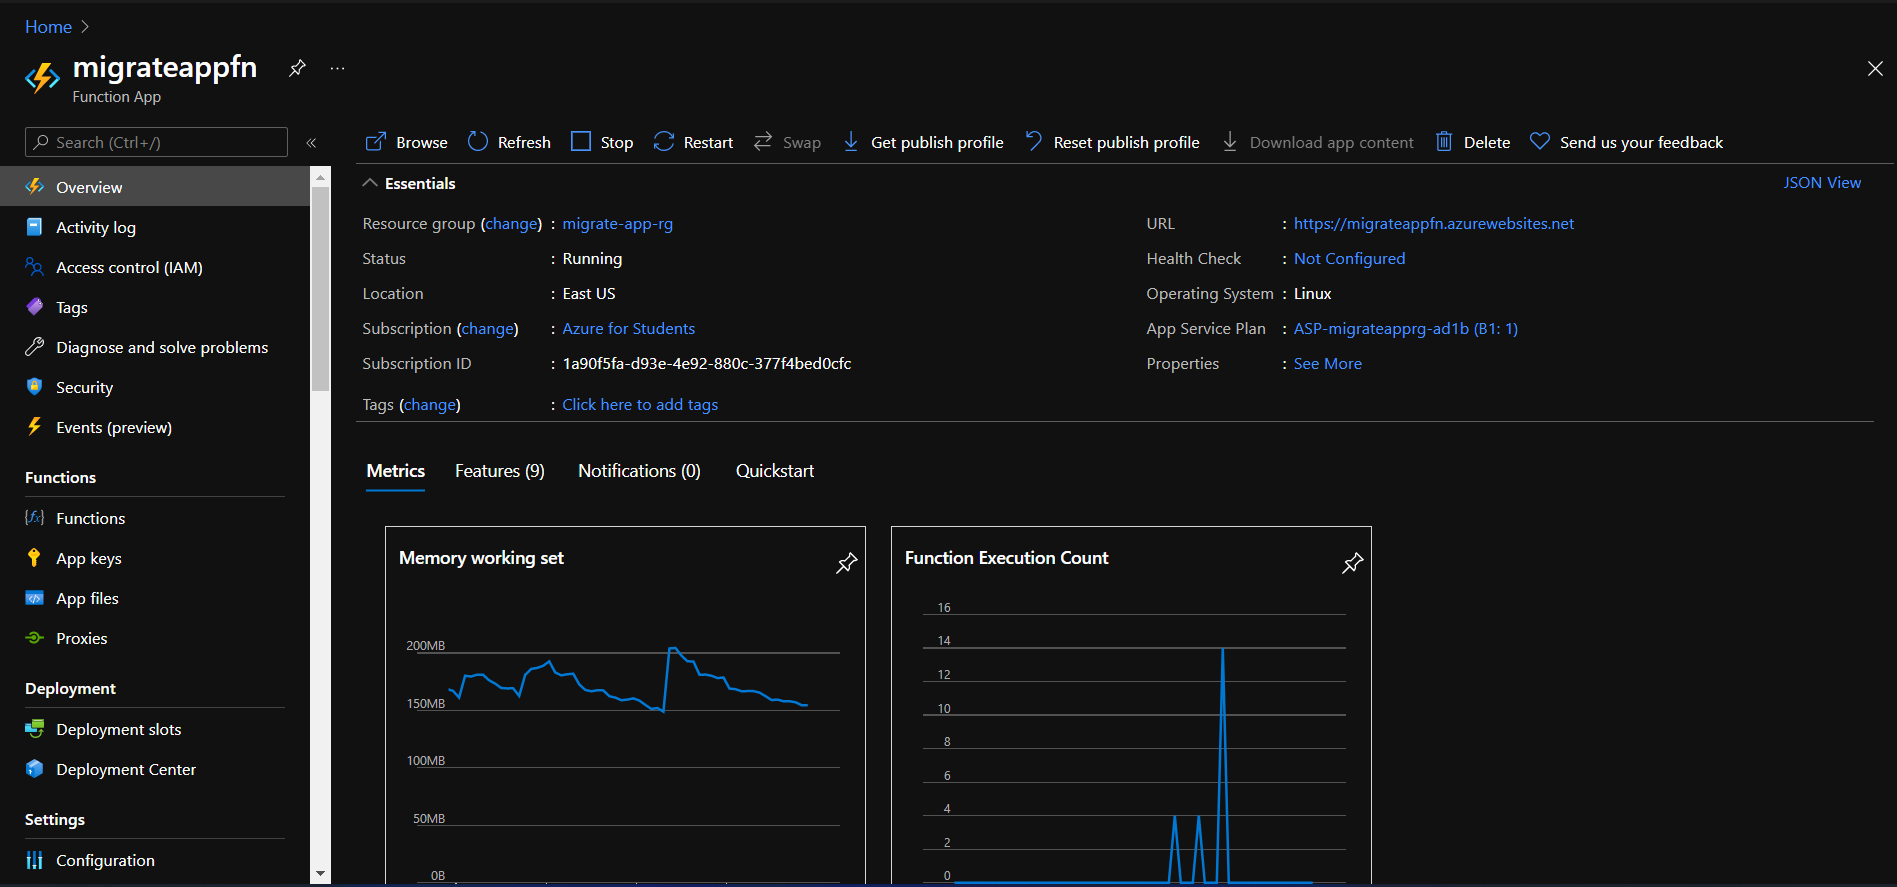 Home
migrateappfn
Function App
Search (Ctrl+/)
Overview
Activity log
Access control (IAM)
Tags
Diagnose and solve problems
Security
Events (preview)
Functions
Functions
App keys
App files
Proxies
Deployment
Deployment slots
Deployment Center
Settings
Configuration
Browse Refresh Stop Restart Swap Get publish profile Reset publish profile Download app content Delete Send us your feedback
Essentials JSON View
Resource group (change) : migrate-app-rg
Status : Running
Location : East US
Subscription (change) : Azure for Students
Subscription ID : 1a90f5fa-d93e-4e92-880c-377f4bed0cfc
Tags (change) : Click here to add tags
URL : https://migrateappfn.azurewebsites.net
Health Check : Not Configured
Operating System : Linux
App Service Plan : ASP-migrateapprg-ad1b (B1: 1)
Properties : See More
Metrics Features (9) Notifications (0) Quickstart
Memory working set
200MB
150MB
100MB
50MB
0B
Function Execution Count
16
14
12
10
8
6
4
2
0